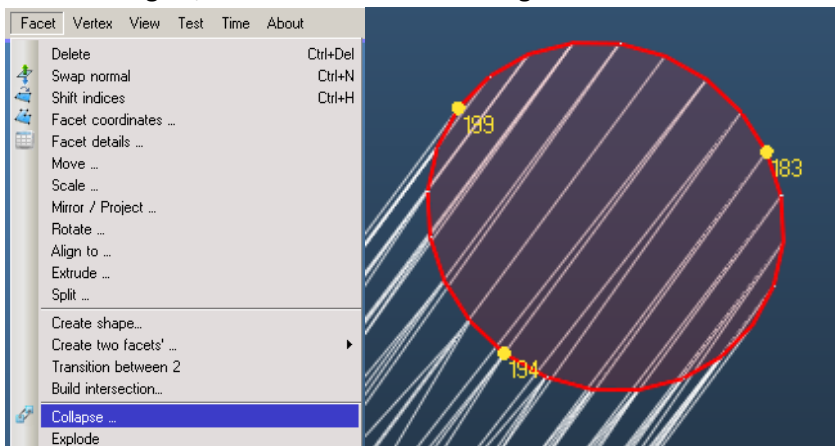 Facet Vertex View Test Time About
Delete Ctrl+Del
Swap normal Ctrl+N
Shift indices Ctrl+H
Facet coordinates ...
Facet details ...
Move ...
Scale ...
Mirror / Project ...
Rotate ...
Align to ...
Extrude ...
Split ...
Create shape...
Create two facets' ...
Transition between 2
Build intersection...
Collapse ...
Explode
199
183
194